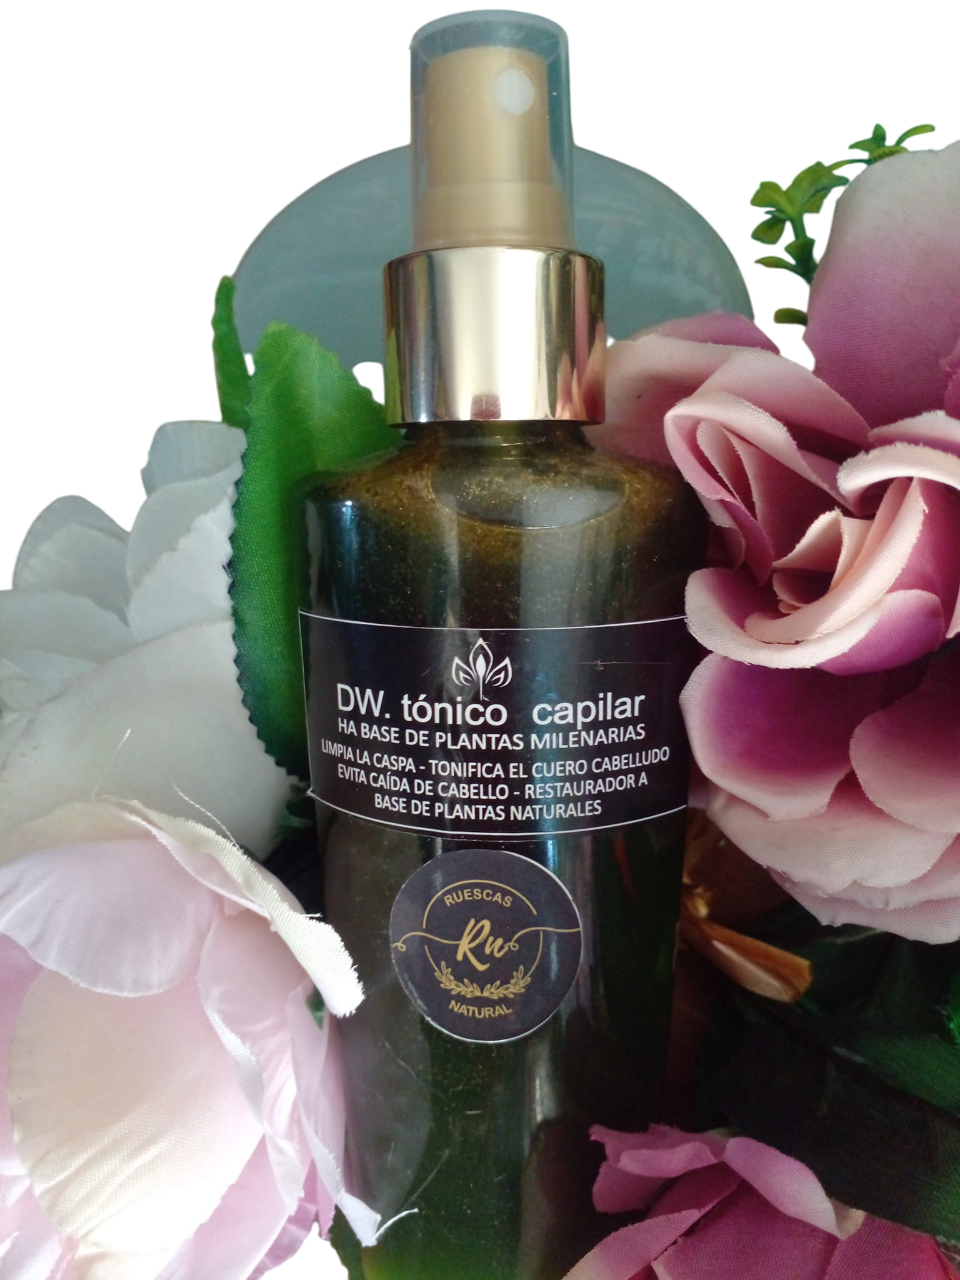 DW. tónico capilar
HA BASE DE PLANTAS MILENARIAS
LIMPIA LA CASPA - TONIFICA EL CUERO CABELLUDO
EVITA CAÍDA DE CABELLO - RESTAURADOR A
BASE DE PLANTAS NATURALES
RUESCAS
Rn
NATURAL